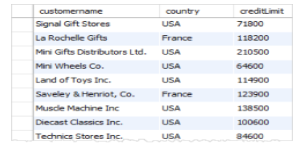 customername country creditLimit
Signal Gift Stores USA 71800
La Rochelle Gifts France 118200
Mini Gifts Distributors Ltd. USA 210500
Mini Wheels Co. USA 64600
Land of Toys Inc. USA 114900
Saveley & Henriot, Co. France 123900
Muscle Machine Inc USA 138500
Diecast Classics Inc. USA 100600
Technics Stores Inc. USA 84600